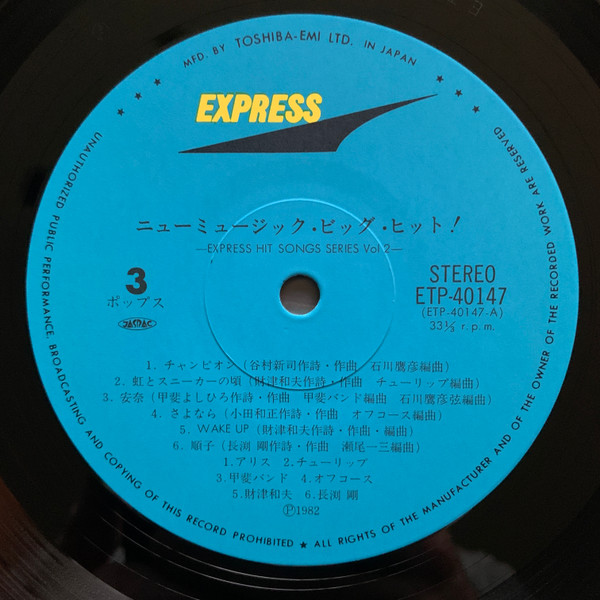 MFD. BY TOSHIBA-EMI LTD. IN JAPAN
EXPRESS
ニューミュージック・ビッグ・ヒット!
—EXPRESS HIT SONGS SERIES Vol 2—
3
ポップス
JASRAC
STEREO
ETP-40147
(ETP-40147-A)
33⅓ r.p.m.
1. チャンピオン (谷村新司作詩・作曲 石川鷹彦編曲)
2. 虹とスニーカーの頃 (財津和夫作詩・作曲 チューリップ編曲)
3. 安奈 (甲斐よしひろ作詩・作曲 甲斐バンド編曲 石川鷹彦弦編曲)
4. さよなら (小田和正作詩・作曲 オフコース編曲)
5. WAKE UP (財津和夫作詩・作曲・編曲)
6. 順子 (長渕 剛作詩・作曲 瀬尾一三編曲)
1.アリス 2.チューリップ
3.甲斐バンド 4.オフコース
5.財津和夫 6.長渕 剛
Ⓟ1982
UNAUTHORIZED PUBLIC PERFORMANCE, BROADCASTING AND COPYING OF THIS RECORD PROHIBITED ★ ALL RIGHTS OF THE MANUFACTURER AND OF THE OWNER OF THE RECORDED WORK ARE RESERVED